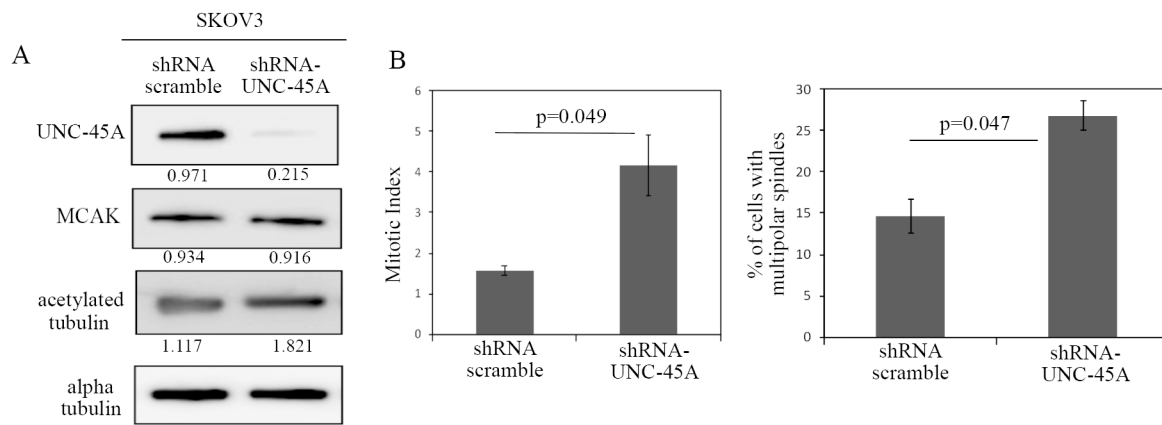 SKOV3
A
shRNA
scramble
shRNA-
UNC-45A
UNC-45A
0.971
0.215
MCAK
0.934
0.916
acetylated
tubulin
1.117
1.821
alpha
tubulin
B
Mitotic Index
6
5
4
3
2
1
0
p=0.049
shRNA
scramble
shRNA-
UNC-45A
% of cells with
multipolar spindles
30
25
20
15
10
5
0
p=0.047
shRNA
scramble
shRNA-
UNC-45A